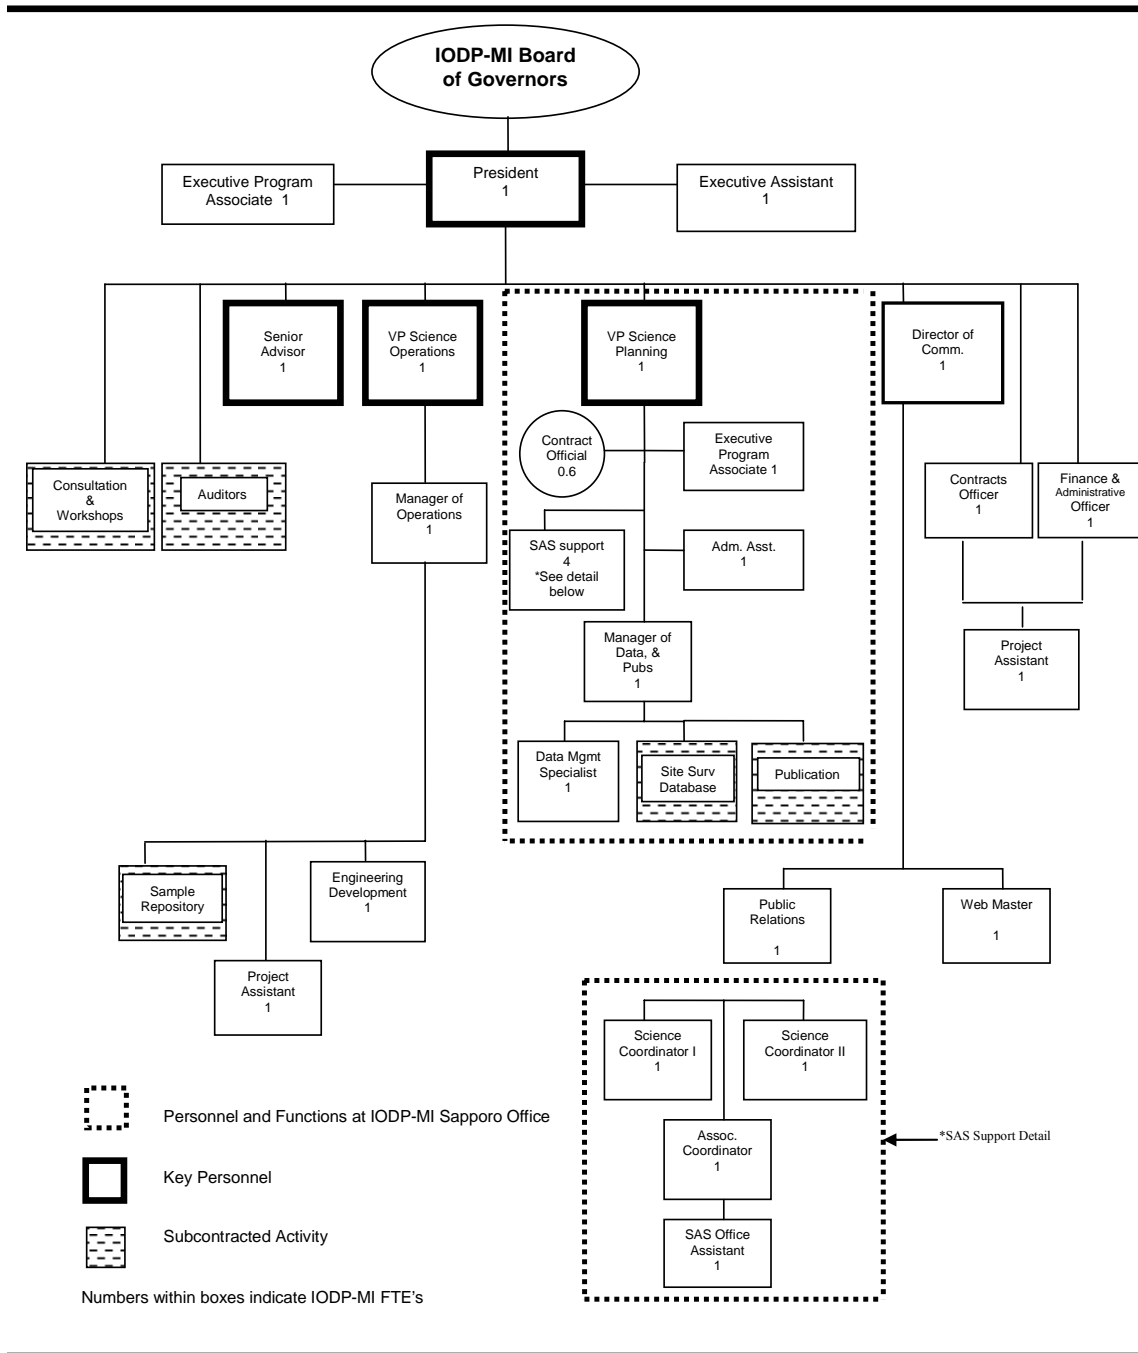 IODP-MI Board
of Governors
President
1
Executive Program
Associate 1
Executive Assistant
1
Senior
Advisor
1
VP Science
Operations
1
VP Science
Planning
1
Director of
Comm.
1
Contract
Official
0.6
Executive
Program
Associate 1
Consultation
&
Workshops
Auditors
Manager of
Operations
1
Contracts
Officer
1
Finance &
Administrative
Officer
1
SAS support
4
*See detail
below
Adm. Asst.
1
Manager of
Data, &
Pubs
1
Project
Assistant
1
Data Mgmt
Specialist
1
Site Surv
Database
Publication
Sample
Repository
Engineering
Development
1
Public
Relations
1
Web Master
1
Project
Assistant
1
Science
Coordinator I
1
Science
Coordinator II
1
Personnel and Functions at IODP-MI Sapporo Office
Assoc.
Coordinator
1
*SAS Support Detail
Key Personnel
Subcontracted Activity
SAS Office
Assistant
1
Numbers within boxes indicate IODP-MI FTE's